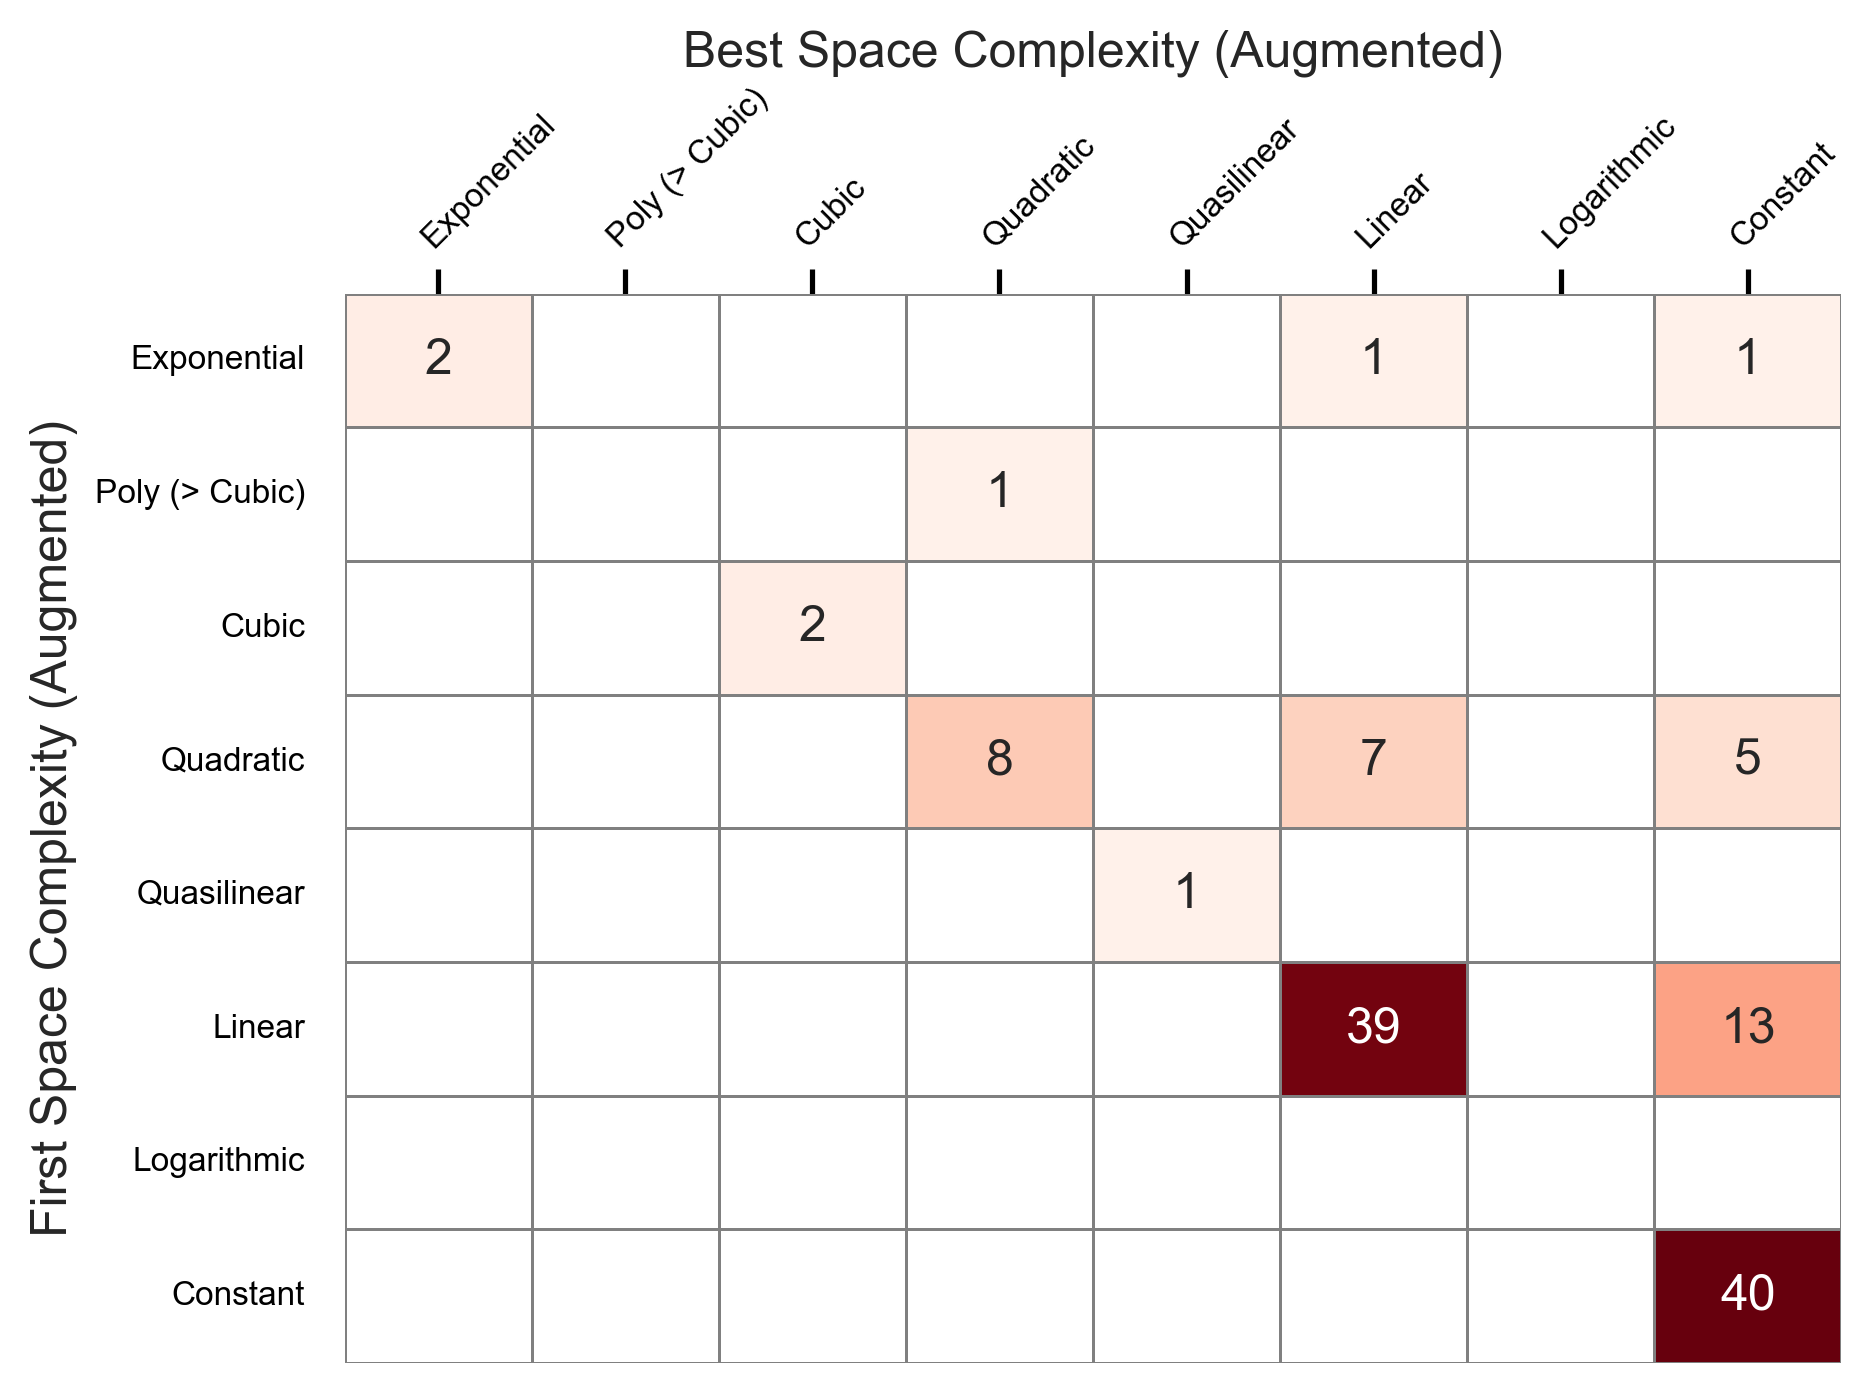 Best Space Complexity (Augmented)
Exponential
Poly (> Cubic)
Cubic
Quadratic
Quasilinear
Linear
Logarithmic
Constant
First Space Complexity (Augmented)
Exponential 2 1 1
Poly (> Cubic) 1
Cubic 2
Quadratic 8 7 5
Quasilinear 1
Linear 39 13
Logarithmic
Constant 40